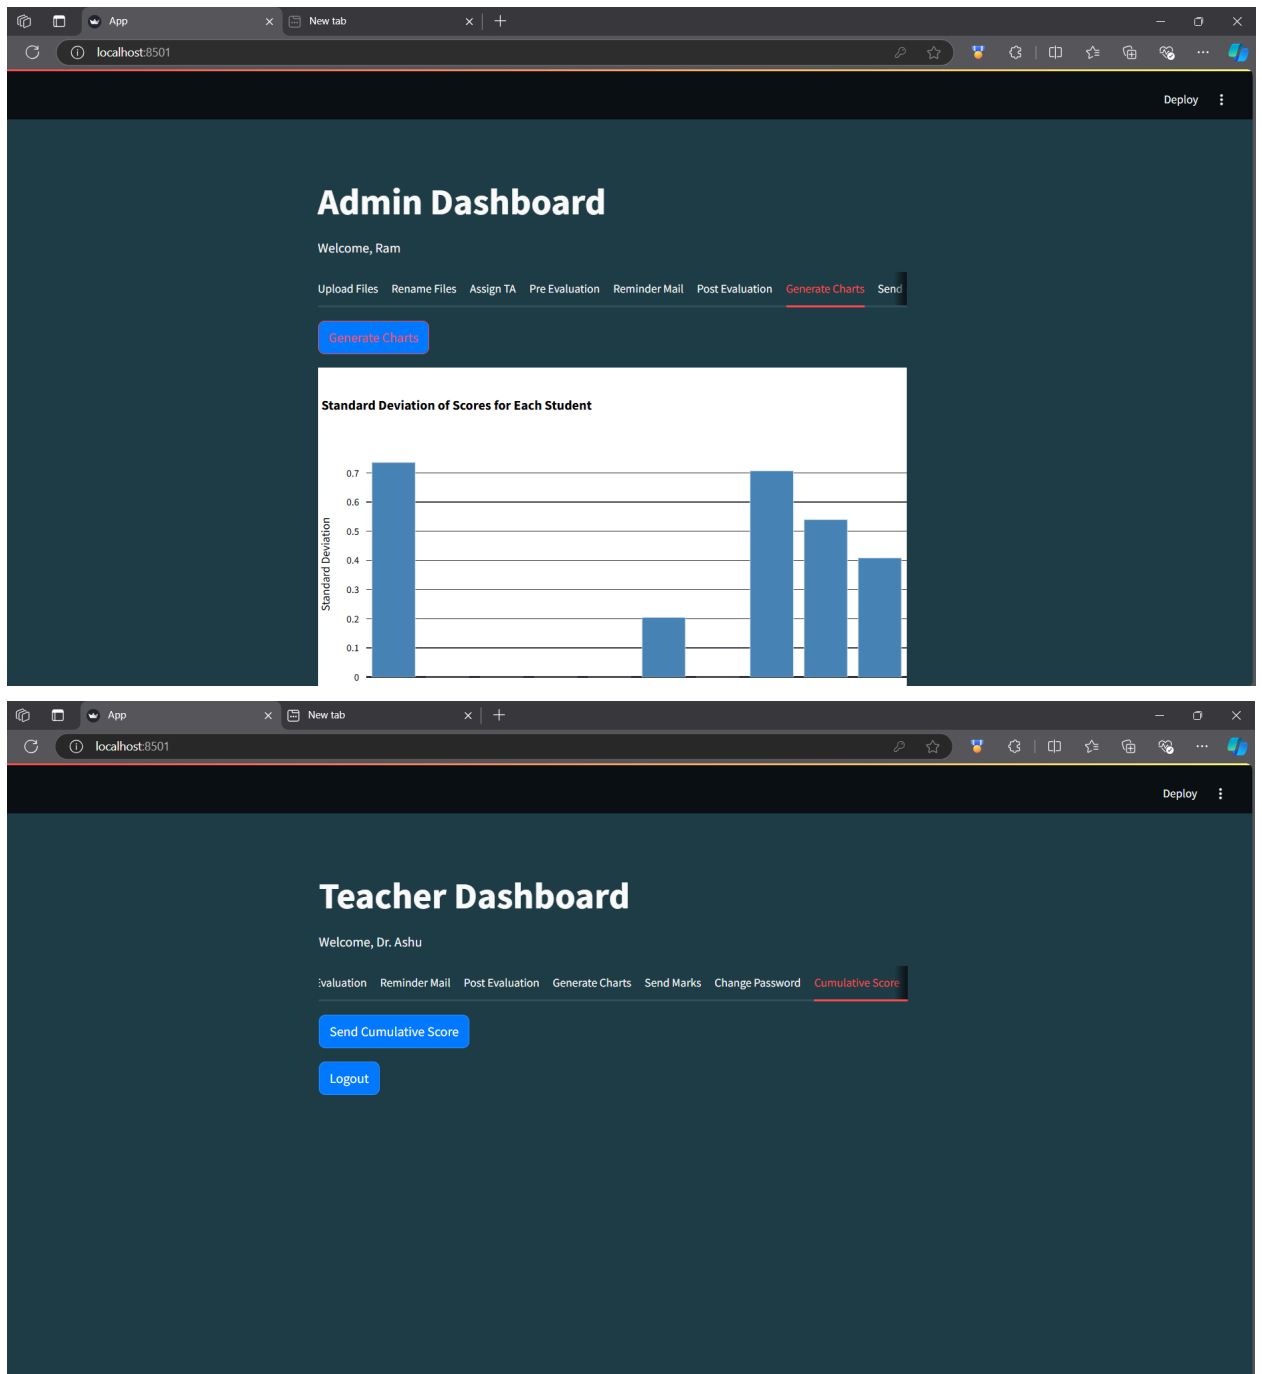 App New tab
localhost:8501
Deploy
Admin Dashboard
Welcome, Ram
Upload Files Rename Files Assign TA Pre Evaluation Reminder Mail Post Evaluation Generate Charts Send
Generate Charts
Standard Deviation of Scores for Each Student
0.7
0.6
0.5
0.4
0.3
0.2
0.1
0
Standard Deviation
App New tab
localhost:8501
Deploy
Teacher Dashboard
Welcome, Dr. Ashu
Evaluation Reminder Mail Post Evaluation Generate Charts Send Marks Change Password Cumulative Score
Send Cumulative Score
Logout